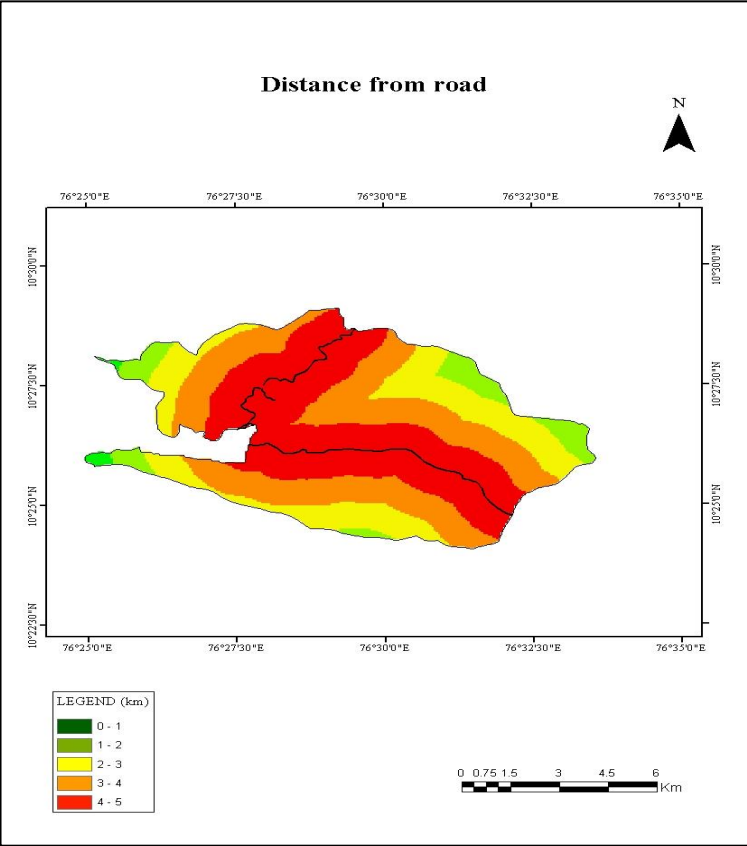 Distance from road
N
76°25'0"E 76°27'30"E 76°30'0"E 76°32'30"E 76°35'0"E
10°30'0"N 10°30'0"N
10°27'30"N 10°27'30"N
10°25'0"N 10°25'0"N
10°22'30"N 10°22'30"N
76°25'0"E 76°27'30"E 76°30'0"E 76°32'30"E 76°35'0"E
LEGEND (km)
0 - 1
1 - 2
2 - 3
3 - 4
4 - 5
0 0.75 1.5 3 4.5 6
Km